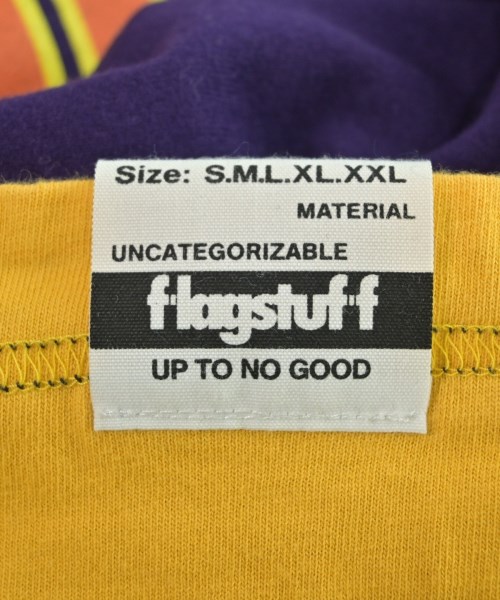 Size: S.M.L.XL.XXL
MATERIAL
UNCATEGORIZABLE
f-lagstuf-f
UP TO NO GOOD